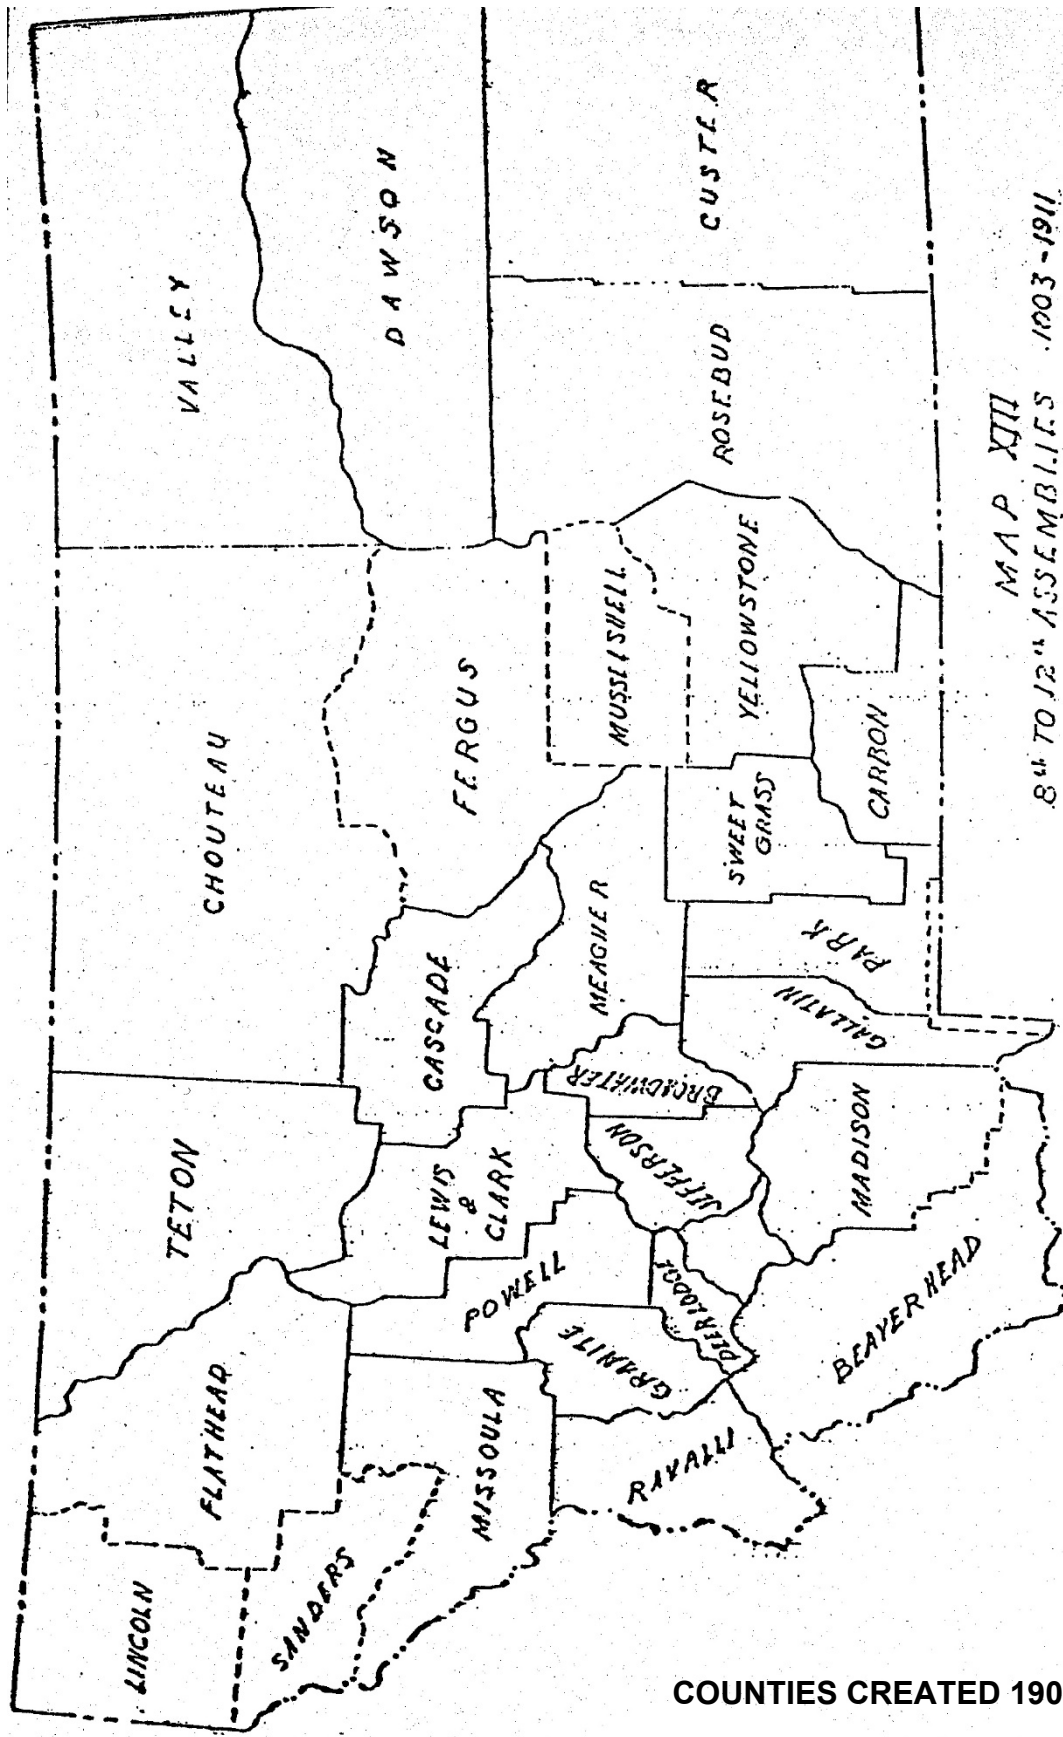 LINCOLN
FLATHEAD
TETON
CHOUTEAU
VALLEY
SANDERS
MISSOULA
POWELL
LEWIS
&
CLARK
CASCADE
FERGUS
DAWSON
RAVALLI
GRANITE
DEER LODGE
JEFFERSON
BROADWATER
MEAGHER
MUSSELSHELL
ROSEBUD
CUSTER
BEAVERHEAD
MADISON
GALLATIN
PARK
SWEET
GRASS
CARBON
YELLOWSTONE
MAP XIII
8th TO 12th ASSEMBLIES 1903-1911
COUNTIES CREATED 190